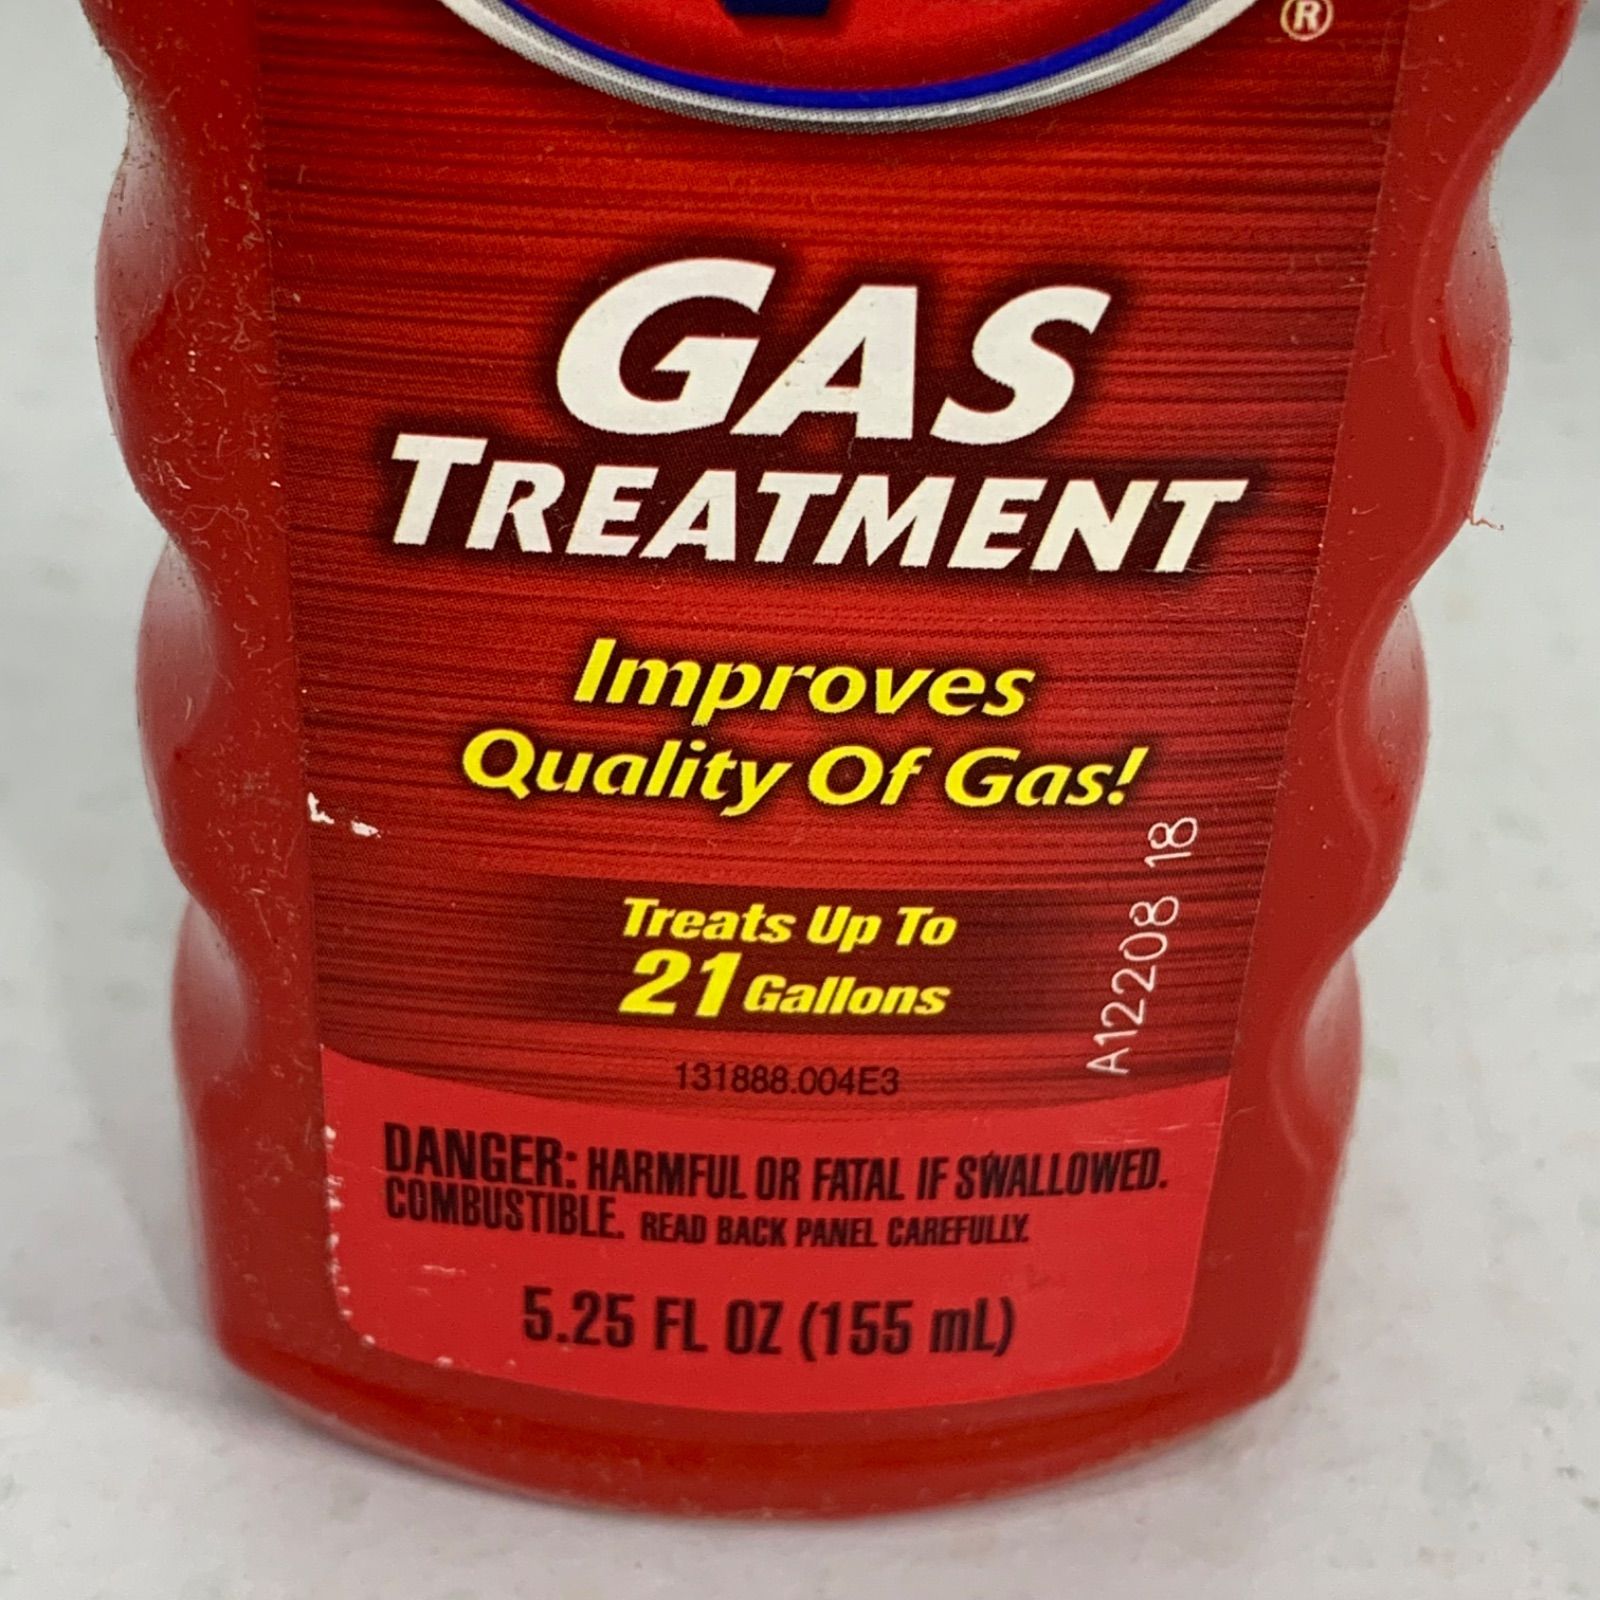 ®
GAS
TREATMENT
Improves
Quality Of Gas!
Treats Up To
21 Gallons
A12208 18
131888.004E3
DANGER: HARMFUL OR FATAL IF SWALLOWED.
COMBUSTIBLE. READ BACK PANEL CAREFULLY.
5.25 FL OZ (155 mL)